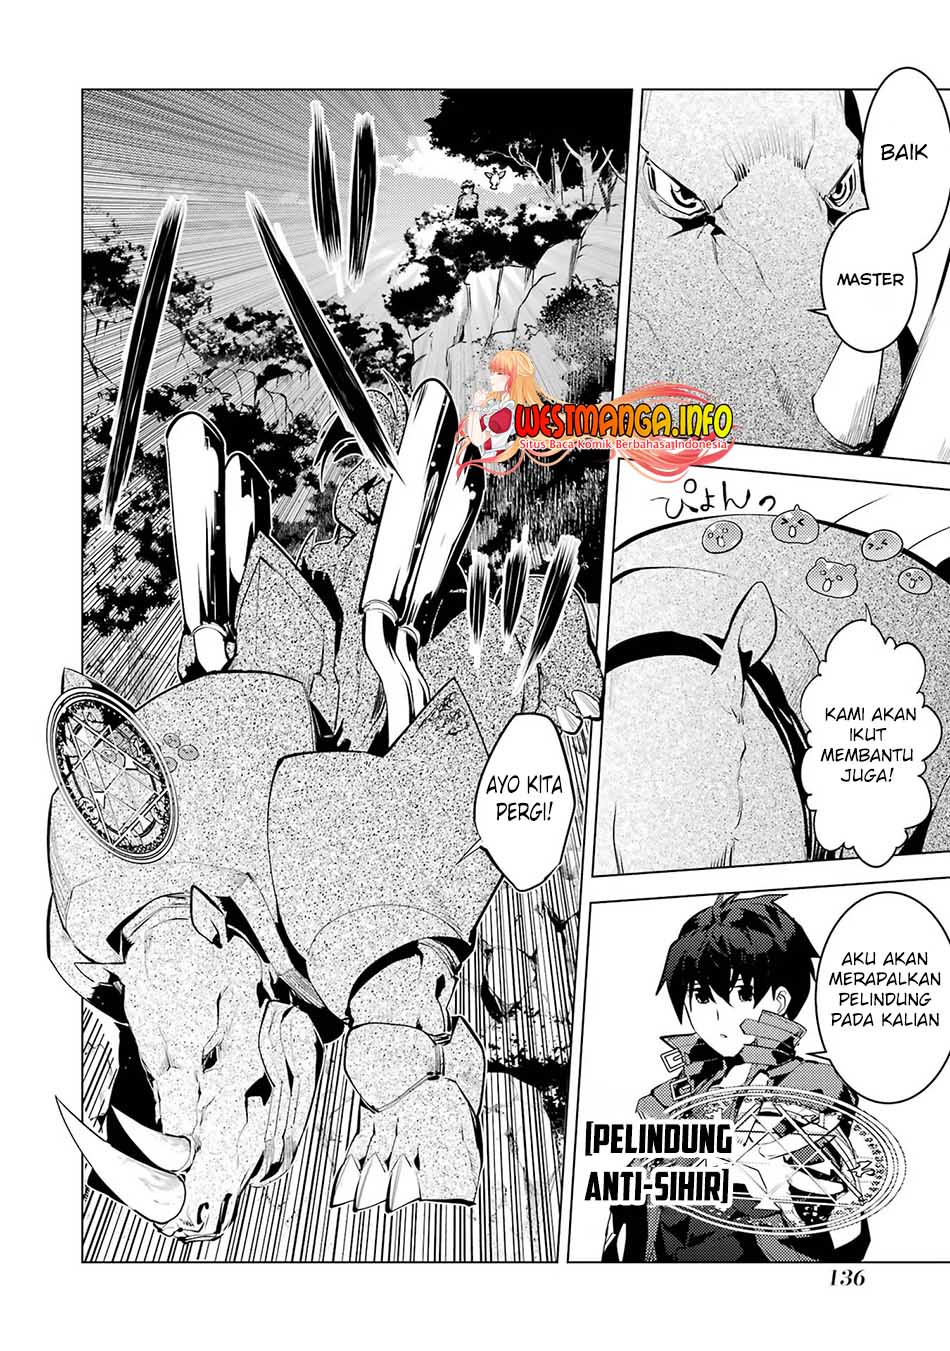 BAIK
MASTER
WESTMANGA.INFO
Situs Baca Komik Berbahasa Indonesia
ぴょんっ
KAMI AKAN
IKUT
MEMBANTU
JUGA!
AKU AKAN
MERAPALKAN
PELINDUNG
PADA KALIAN
[PELINDUNG
ANTI-SIHIR]
AYO KITA
PERGI!
136